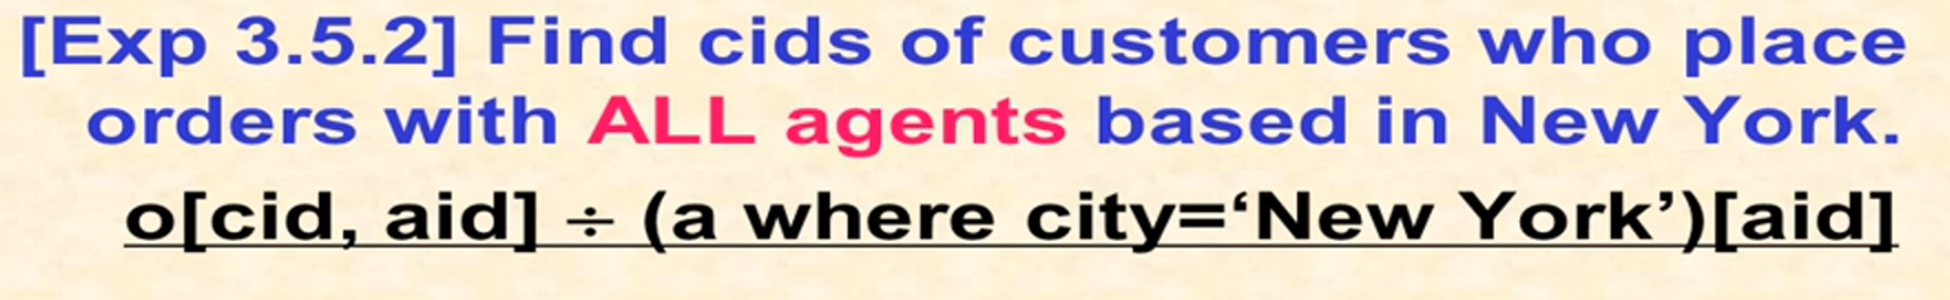 [Exp 3.5.2] Find cids of customers who place
orders with ALL agents based in New York.
o[cid, aid] ÷ (a where city=‘New York’)[aid]